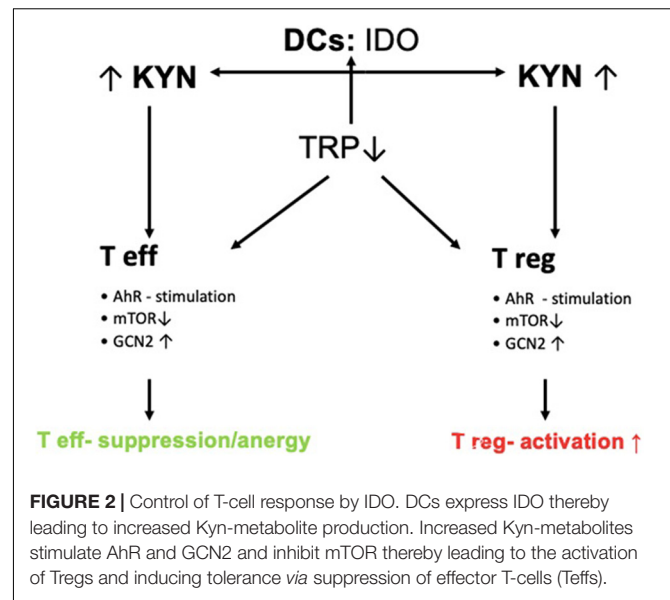 DCs: IDO
↑ KYN
KYN ↑
TRP↓
T eff
• AhR - stimulation
• mTOR↓
• GCN2 ↑
T reg
• AhR - stimulation
• mTOR↓
• GCN2 ↑
T eff- suppression/anergy
T reg- activation ↑
FIGURE 2 | Control of T-cell response by IDO. DCs express IDO thereby
leading to increased Kyn-metabolite production. Increased Kyn-metabolites
stimulate AhR and GCN2 and inhibit mTOR thereby leading to the activation
of Tregs and inducing tolerance via suppression of effector T-cells (Teffs).